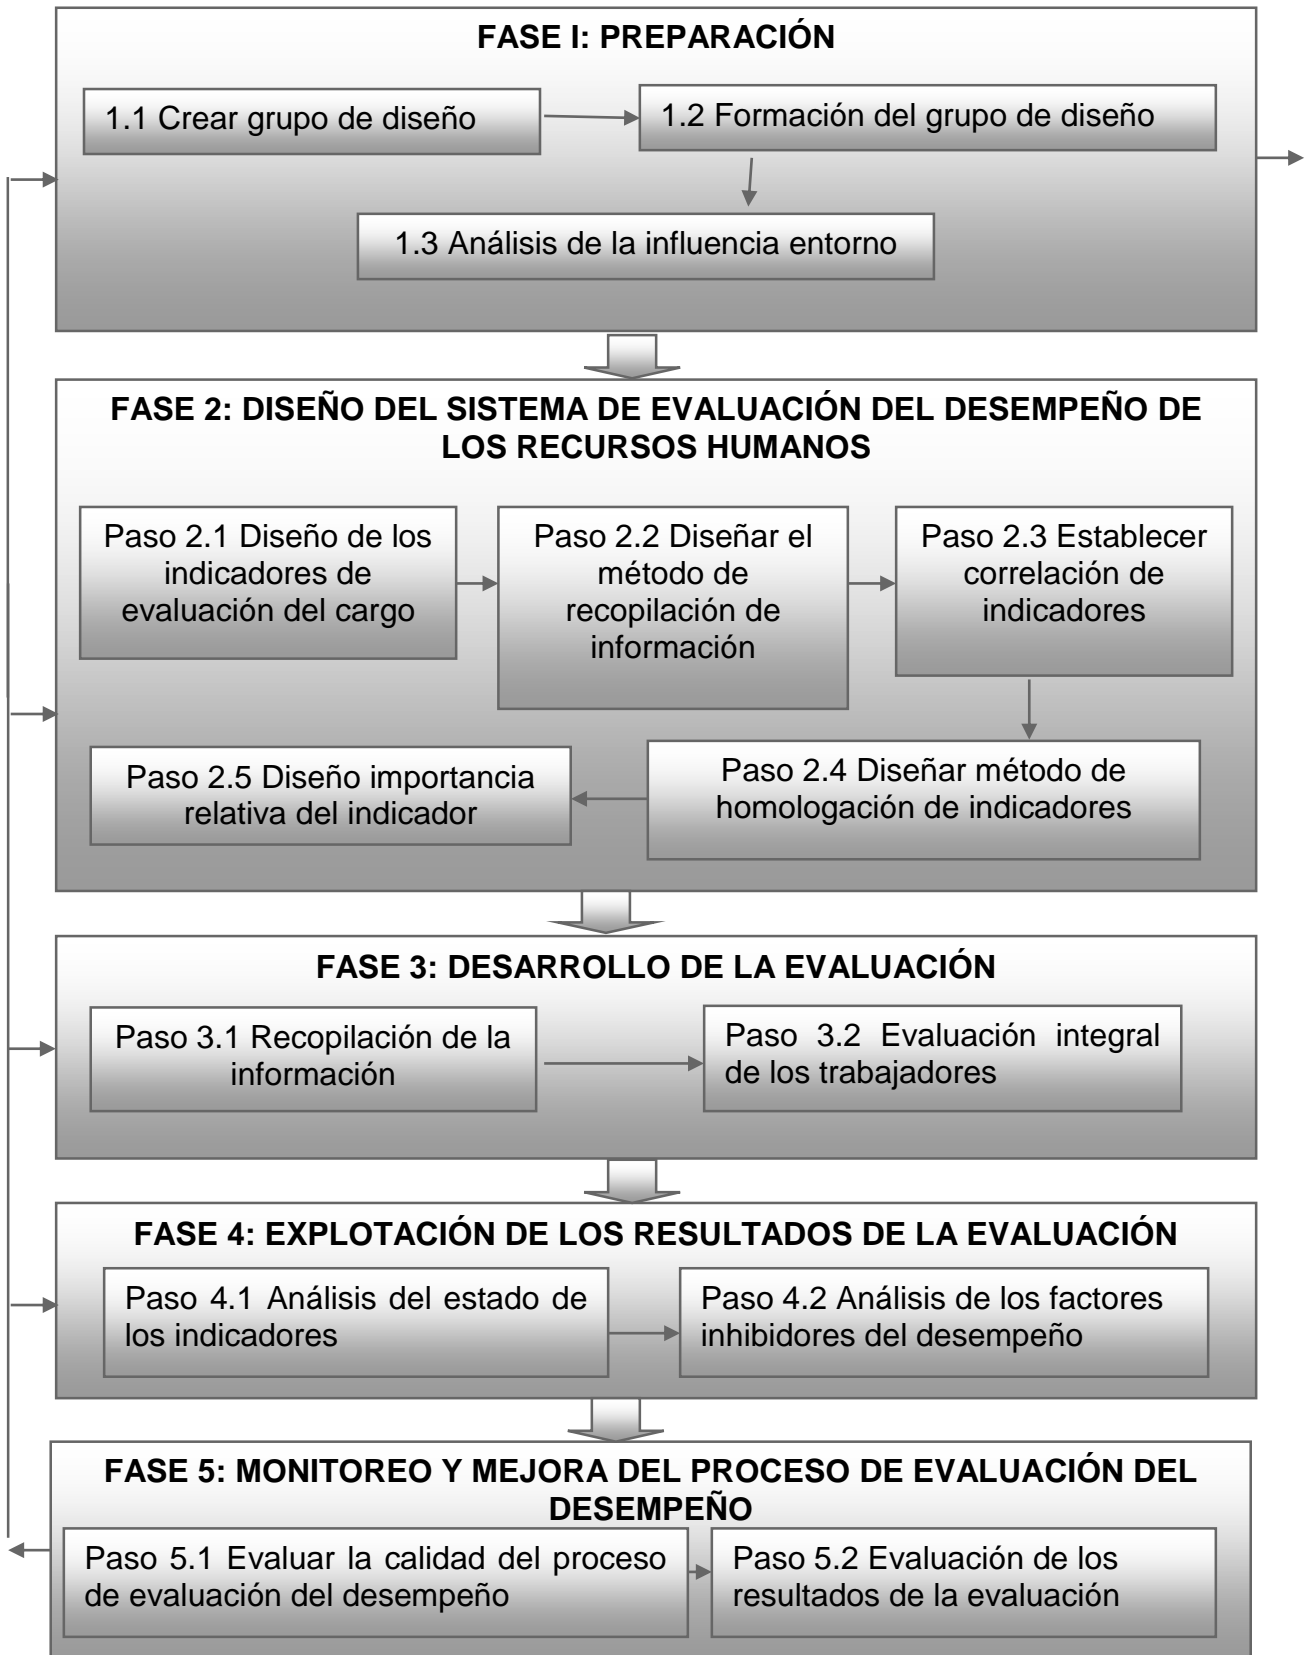 FASE I: PREPARACIÓN
1.1 Crear grupo de diseño
1.2 Formación del grupo de diseño
1.3 Análisis de la influencia entorno
FASE 2: DISEÑO DEL SISTEMA DE EVALUACIÓN DEL DESEMPEÑO DE
LOS RECURSOS HUMANOS
Paso 2.1 Diseño de los
indicadores de
evaluación del cargo
Paso 2.2 Diseñar el
método de
recopilación de
información
Paso 2.3 Establecer
correlación de
indicadores
Paso 2.4 Diseñar método de
homologación de indicadores
Paso 2.5 Diseño importancia
relativa del indicador
FASE 3: DESARROLLO DE LA EVALUACIÓN
Paso 3.1 Recopilación de la
información
Paso 3.2 Evaluación integral
de los trabajadores
FASE 4: EXPLOTACIÓN DE LOS RESULTADOS DE LA EVALUACIÓN
Paso 4.1 Análisis del estado de
los indicadores
Paso 4.2 Análisis de los factores
inhibidores del desempeño
FASE 5: MONITOREO Y MEJORA DEL PROCESO DE EVALUACIÓN DEL
DESEMPEÑO
Paso 5.1 Evaluar la calidad del proceso
de evaluación del desempeño
Paso 5.2 Evaluación de los
resultados de la evaluación